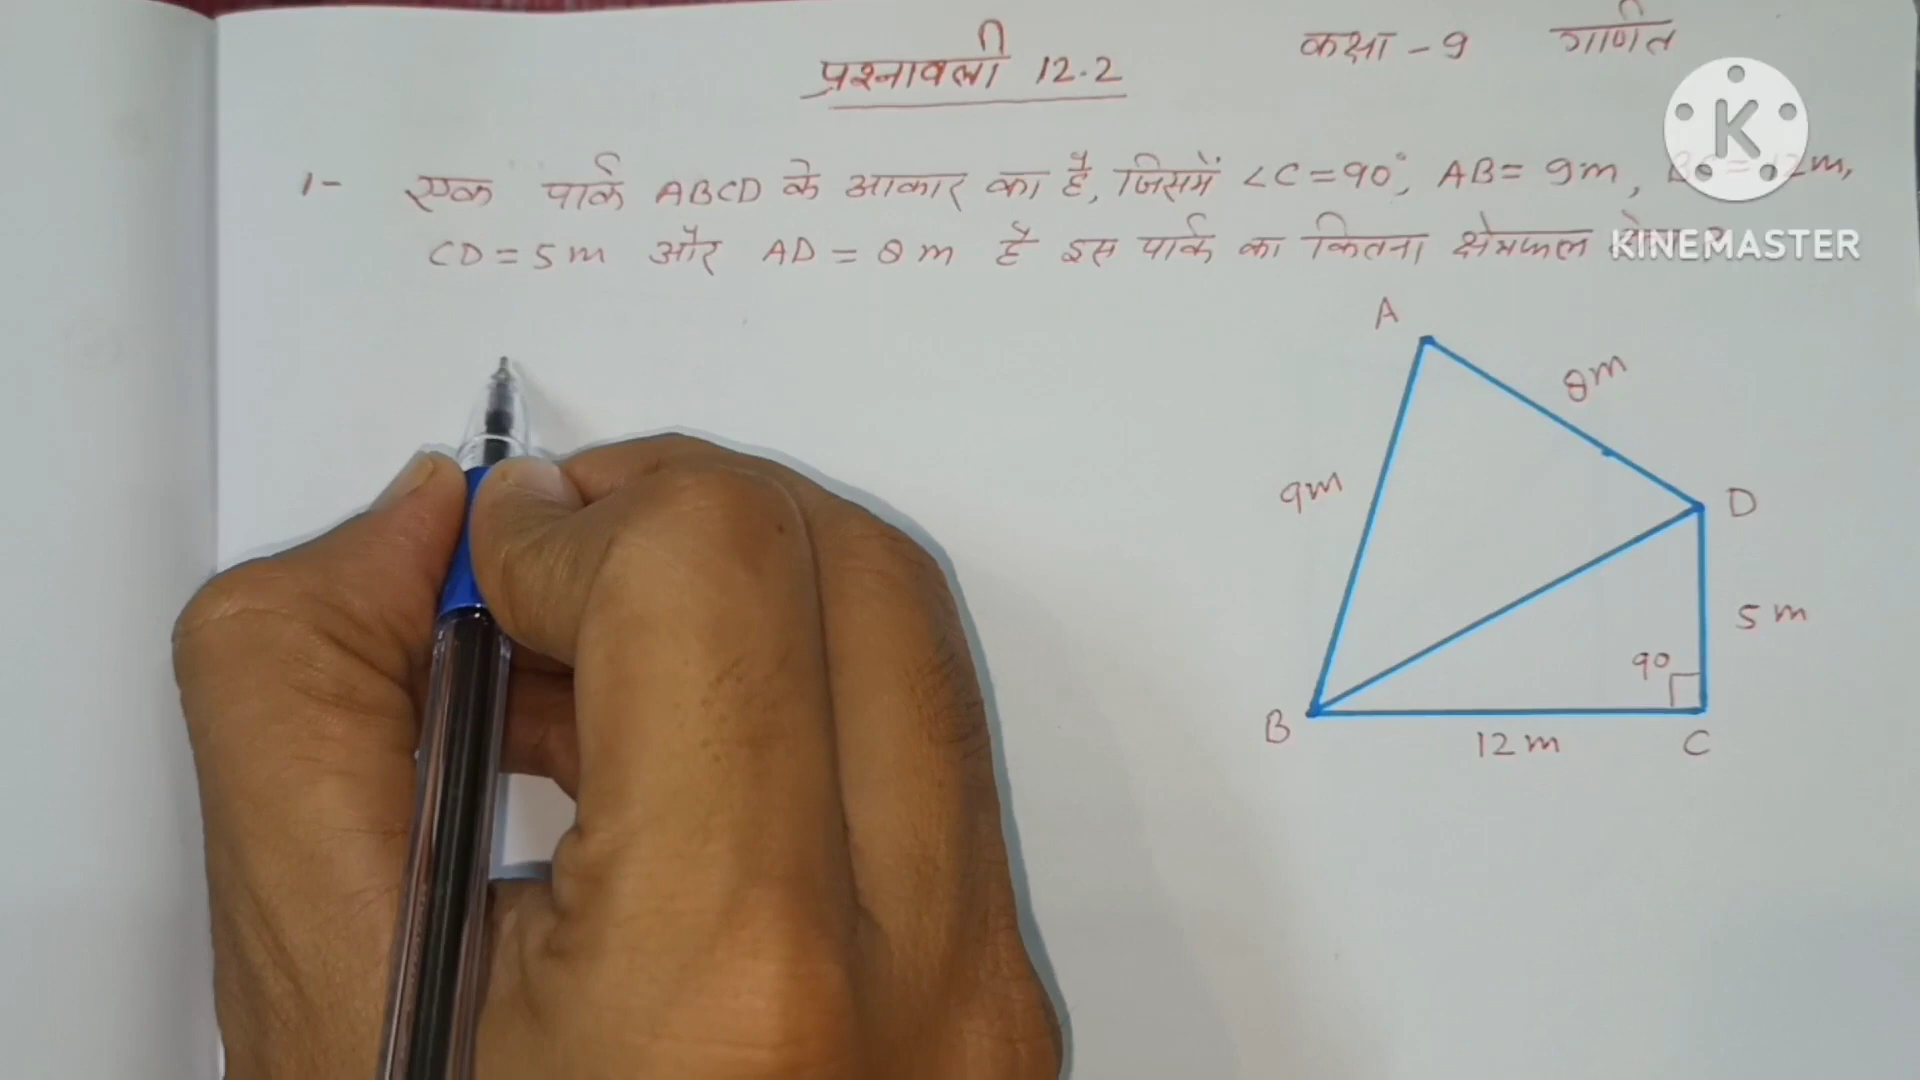 कक्षा - 9 गणित
प्रश्नावली 12.2
K
KINEMASTER
1- एक पार्क ABCD के आकार का है, जिसमें ∠C = 90°, AB = 9m, 12m,
CD = 5m और AD = 8m है इस पार्क का कितना क्षेत्रफल
A
8m
9m
D
5m
90
B
12m
C